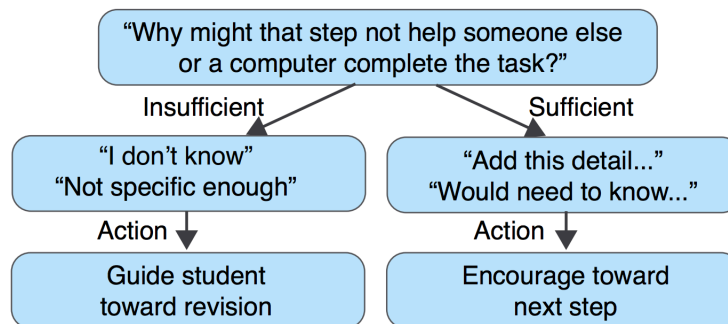 “Why might that step not help someone else
or a computer complete the task?”
Insufficient
Sufficient
“I don’t know”
“Not specific enough”
“Add this detail...”
“Would need to know...”
Action
Action
Guide student
toward revision
Encourage toward
next step